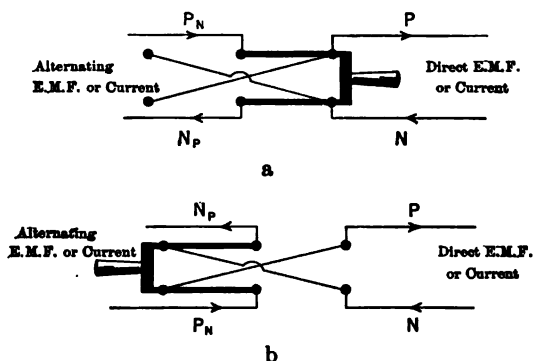 P_N
P
Alternating
E.M.F. or Current
Direct E.M.F.
or Current
N_P
N
a
N_P
P
Alternating
E.M.F. or Current
Direct E.M.F.
or Current
P_N
N
b